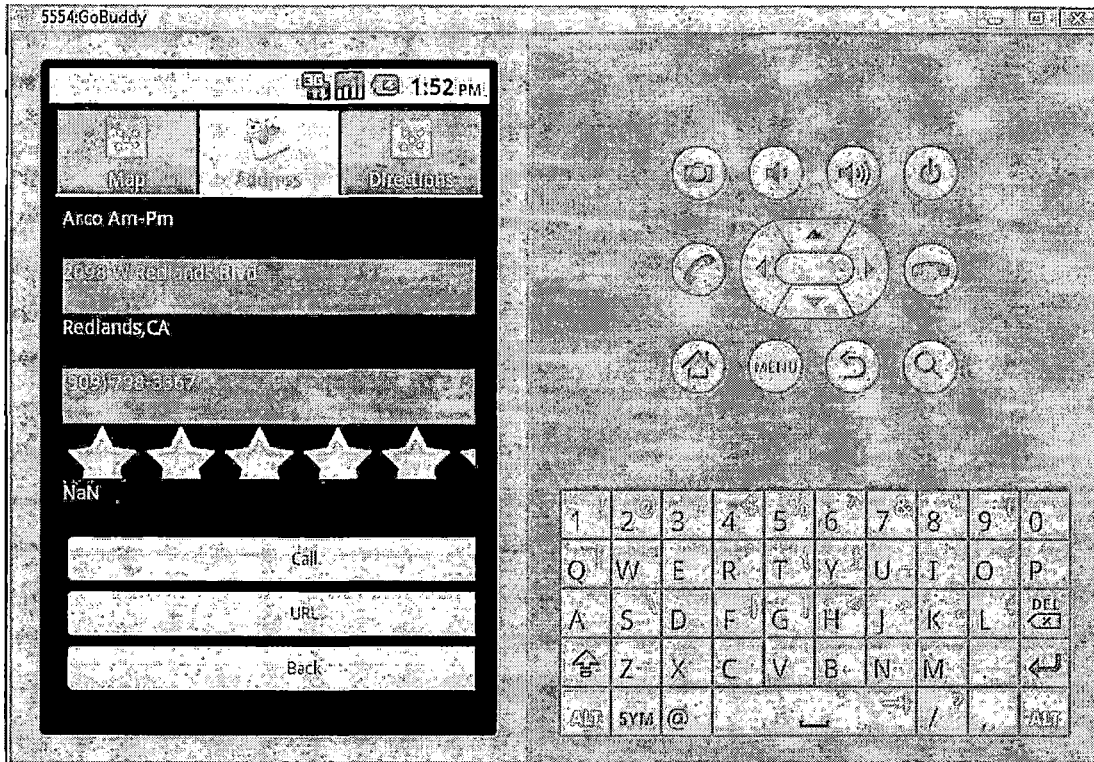 5554:GoBuddy
3G 1:52 PM
Map Address Directions
Arco Am-Pm
2098 W Redlands Blvd
Redlands,CA
(909)798-3367
NaN
Call
URL
Back
MENU
1 2 3 4 5 6 7 8 9 0
Q W E R T Y U I O P
A S D F G H J K L DEL
Z X C V B N M .
ALT SYM @ / ? , ALT